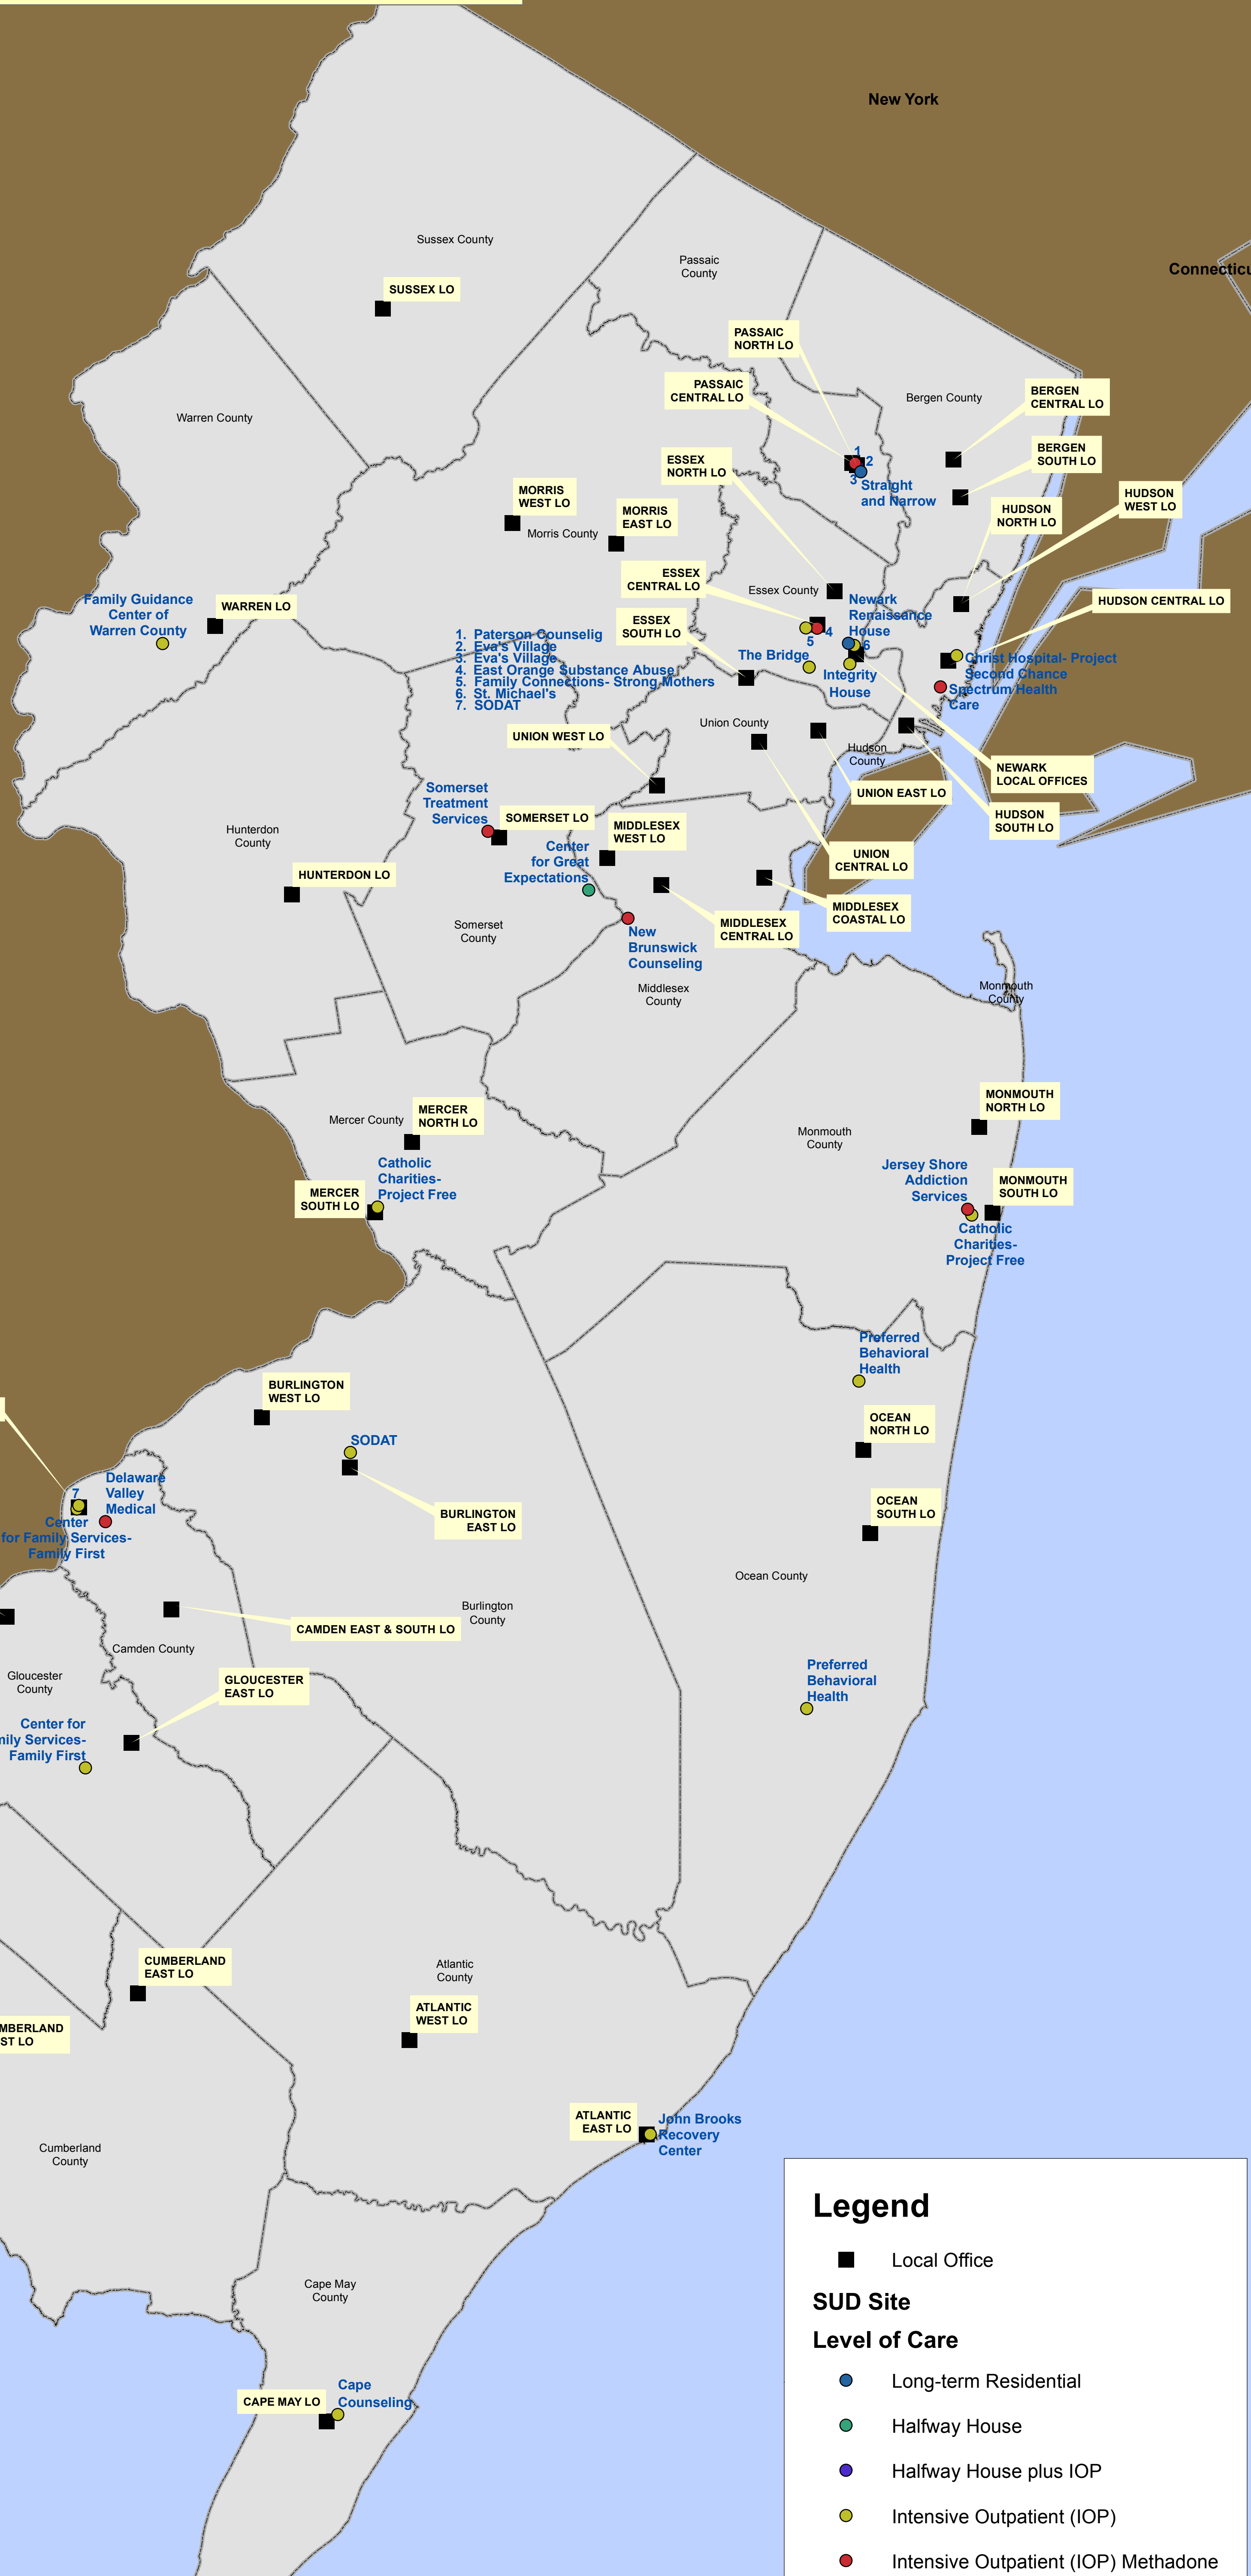 New York
Connecticu
Sussex County
Passaic
County
SUSSEX LO
PASSAIC
NORTH LO
PASSAIC
CENTRAL LO
Bergen County
BERGEN
CENTRAL LO
Warren County
BERGEN
SOUTH LO
ESSEX
NORTH LO
1
2
3
Straight
and Narrow
HUDSON
WEST LO
HUDSON
NORTH LO
MORRIS
WEST LO
MORRIS
EAST LO
Morris County
ESSEX
CENTRAL LO
Essex County
Newark
Renaissance
House
HUDSON CENTRAL LO
Family Guidance
Center of
Warren County
WARREN LO
ESSEX
SOUTH LO
4
5
6
The Bridge
Integrity
House
Christ Hospital- Project
Second Chance
Spectrum Health
Care
1. Paterson Counselig
2. Eva's Village
3. Eva's Village
4. East Orange Substance Abuse
5. Family Connections- Strong Mothers
6. St. Michael's
7. SODAT
Union County
UNION WEST LO
Hudson
County
NEWARK
LOCAL OFFICES
UNION EAST LO
HUDSON
SOUTH LO
Somerset
Treatment
Services
SOMERSET LO
MIDDLESEX
WEST LO
Hunterdon
County
Center
for Great
Expectations
UNION
CENTRAL LO
HUNTERDON LO
MIDDLESEX
COASTAL LO
MIDDLESEX
CENTRAL LO
Somerset
County
New
Brunswick
Counseling
Middlesex
County
Monmouth
County
MONMOUTH
NORTH LO
MERCER
NORTH LO
Mercer County
Monmouth
County
Catholic
Charities-
Project Free
MERCER
SOUTH LO
Jersey Shore
Addiction
Services
MONMOUTH
SOUTH LO
Catholic
Charities-
Project Free
Preferred
Behavioral
Health
BURLINGTON
WEST LO
OCEAN
NORTH LO
SODAT
7
Delaware
Valley
Medical
BURLINGTON
EAST LO
OCEAN
SOUTH LO
Center
for Family Services-
Family First
Ocean County
Burlington
County
CAMDEN EAST & SOUTH LO
Camden County
Gloucester
County
GLOUCESTER
EAST LO
Preferred
Behavioral
Health
Center for
mily Services-
Family First
CUMBERLAND
EAST LO
Atlantic
County
ATLANTIC
WEST LO
MBERLAND
ST LO
ATLANTIC
EAST LO
John Brooks
Recovery
Center
Cumberland
County
Cape May
County
Cape
Counseling
CAPE MAY LO
Legend
Local Office
SUD Site
Level of Care
Long-term Residential
Halfway House
Halfway House plus IOP
Intensive Outpatient (IOP)
Intensive Outpatient (IOP) Methadone